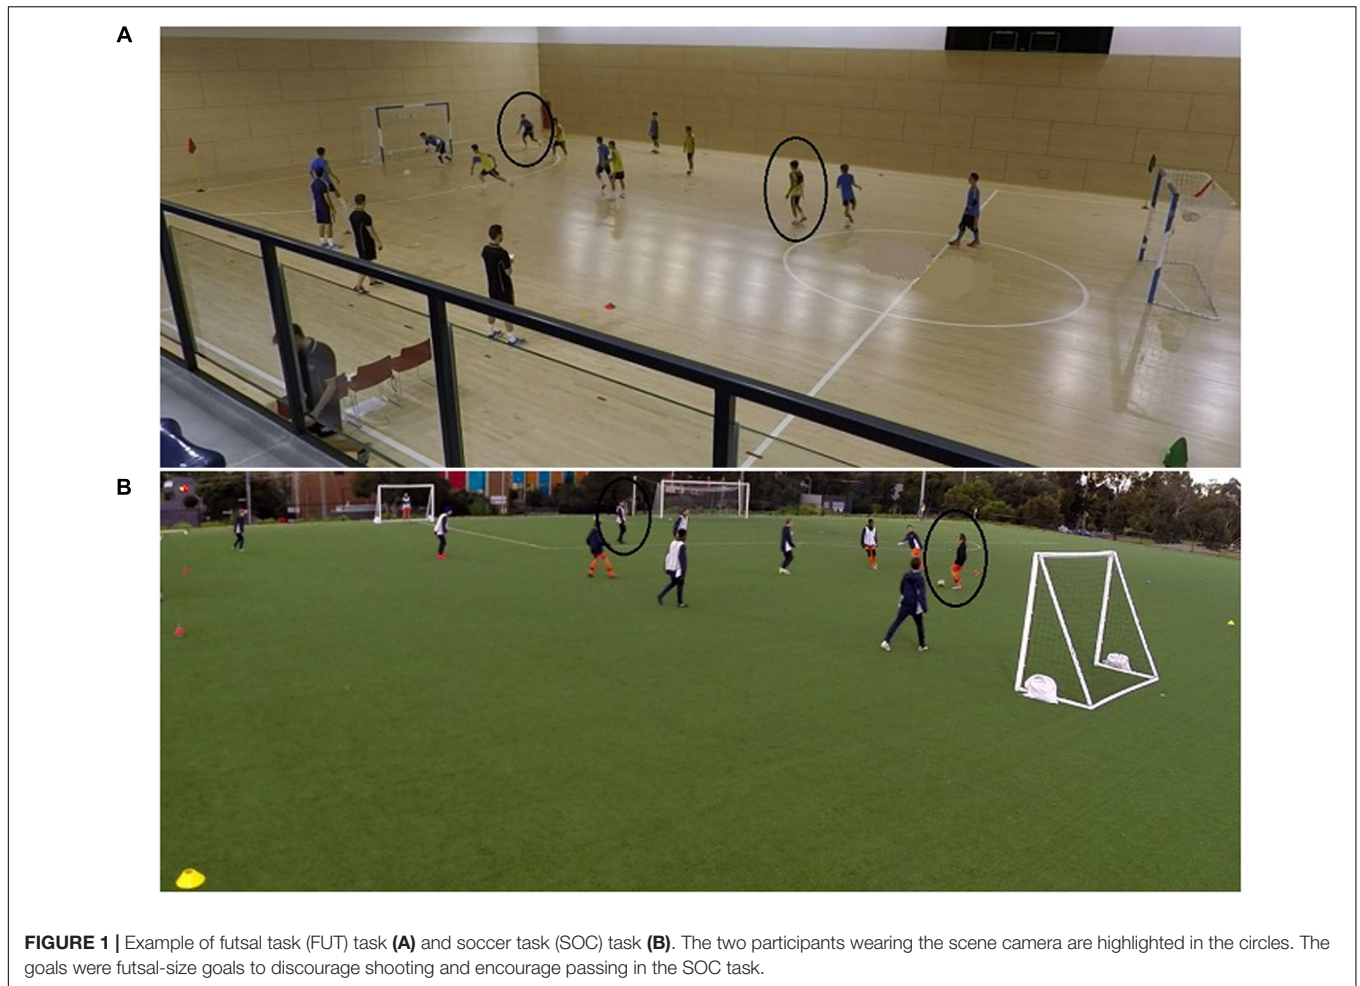 A
B
FIGURE 1 | Example of futsal task (FUT) task (A) and soccer task (SOC) task (B). The two participants wearing the scene camera are highlighted in the circles. The
goals were futsal-size goals to discourage shooting and encourage passing in the SOC task.